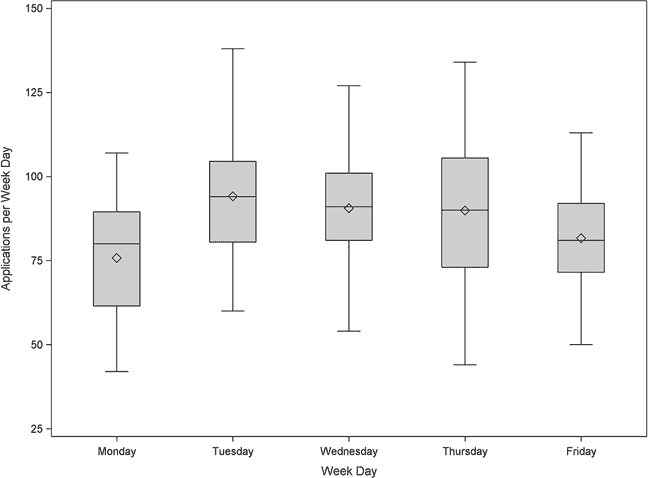 150
125
100
75
50
25
Applications per Week Day
Monday
Tuesday
Wednesday
Thursday
Friday
Week Day